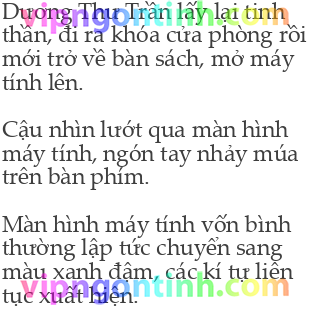 Dương Thư Trần lấy lại tinh
thần, đi ra khóa cửa phòng rồi
mới trở về bàn sách, mở máy
tính lên.
Cậu nhìn lướt qua màn hình
máy tính, ngón tay nhảy múa
trên bàn phím.
Màn hình máy tính vốn bình
thường lập tức chuyển sang
màu xanh đậm, các kí tự liên
tục xuất hiện.
vipngontinh.com
vipngontinh.com